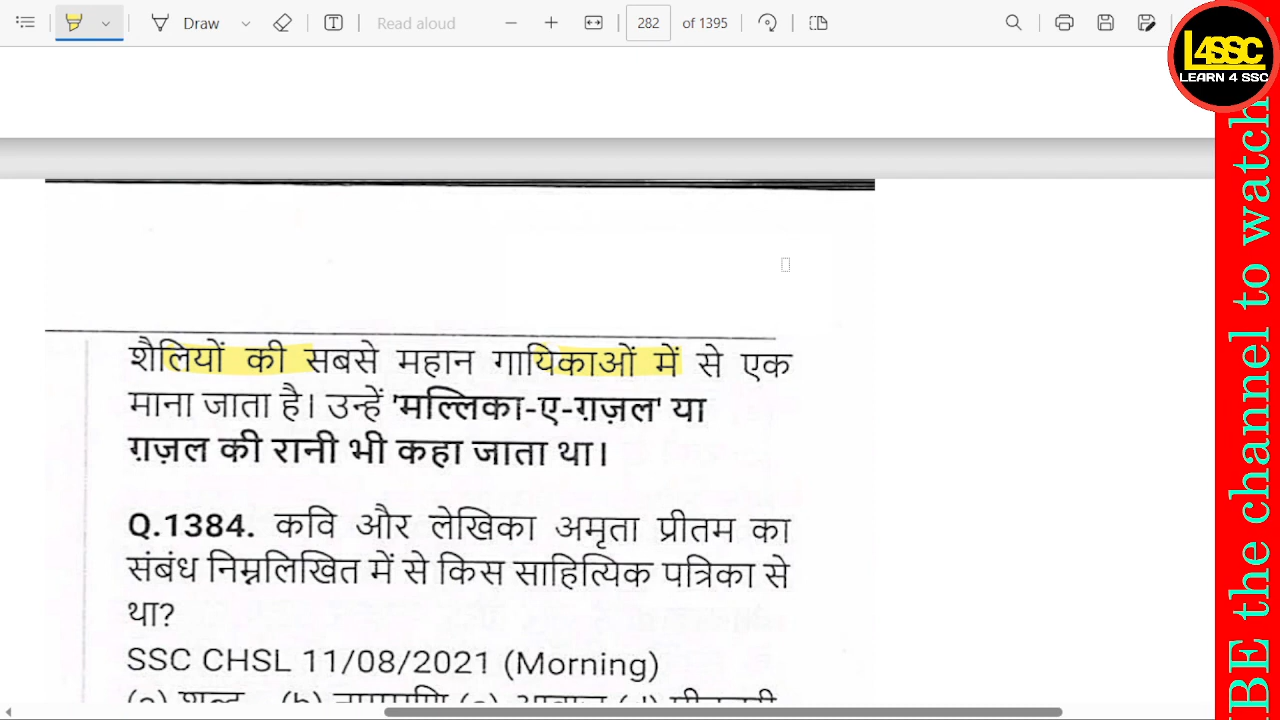 Draw
Read aloud
282 of 1395
L4SSC
LEARN 4 SSC
शैलियों की सबसे महान गायिकाओं में से एक
माना जाता है। उन्हें 'मल्लिका-ए-ग़ज़ल' या
ग़ज़ल की रानी भी कहा जाता था।
Q.1384. कवि और लेखिका अमृता प्रीतम का
संबंध निम्नलिखित में से किस साहित्यिक पत्रिका से
था?
SSC CHSL 11/08/2021 (Morning)
BE the channel to watch